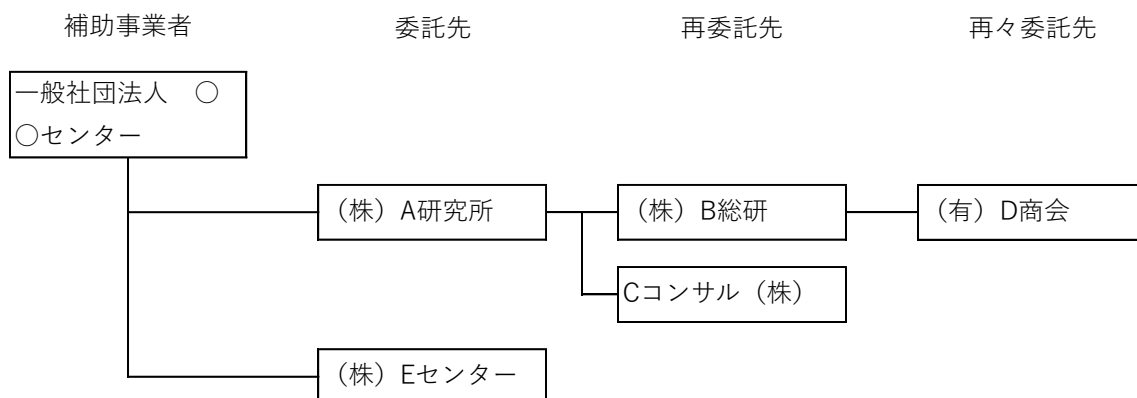 補助事業者
委託先
再委託先
再々委託先
一般社団法人　○
○センター
（株）A研究所
（株）B総研
（有）D商会
Cコンサル（株）
（株）Eセンター